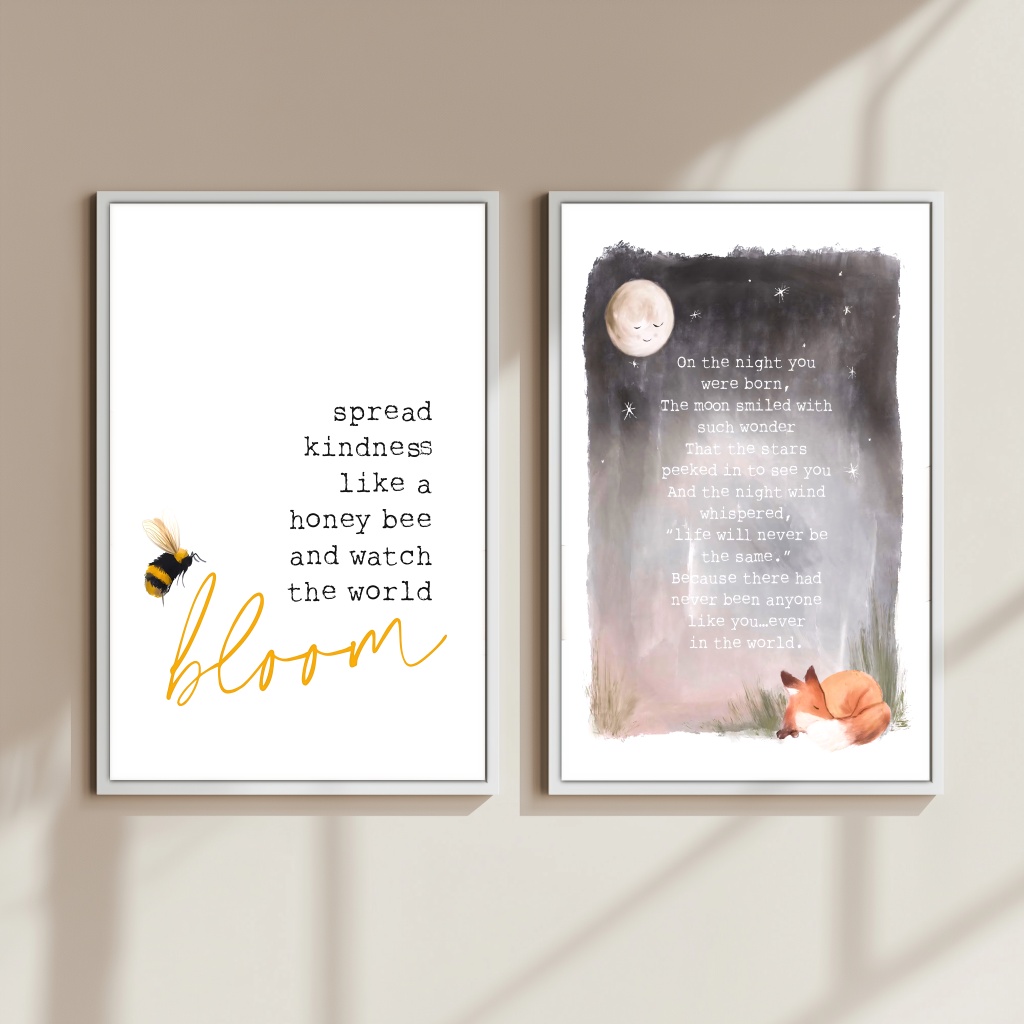 spread
kindness
like a
honey bee
and watch
the world
bloom
On the night you
were born,
The moon smiled with
such wonder
That the stars
peeked in to see you
And the night wind
whispered,
“life will never be
the same.”
Because there had
never been anyone
like you…ever
in the world.